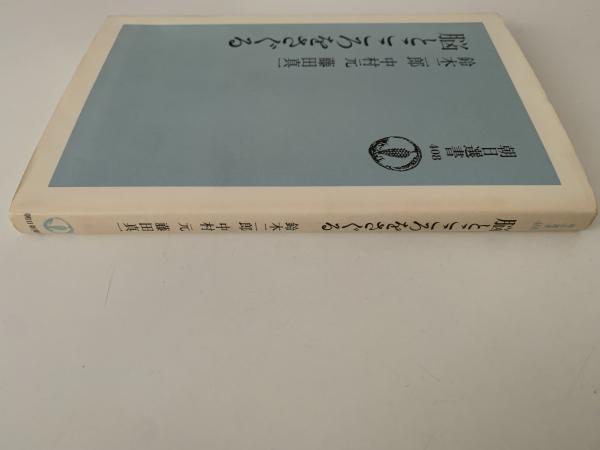 脳とこころをさぐる
鈴木二郎 中村元 藤田真一
朝日選書
408
脳とこころをさぐる
鈴木二郎 中村元 藤田真一